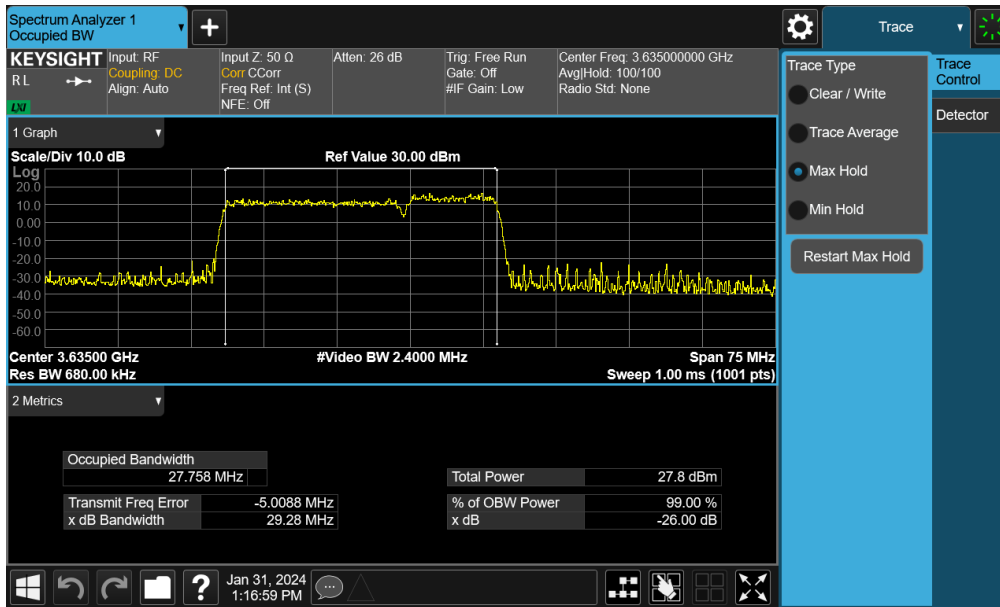 Spectrum Analyzer 1
Occupied BW
+
Trace
KEYSIGHT
R L
LXI
Input: RF
Coupling: DC
Align: Auto
Input Z: 50 Ω
Corr CCorr
Freq Ref: Int (S)
NFE: Off
Atten: 26 dB
Trig: Free Run
Gate: Off
#IF Gain: Low
Center Freq: 3.635000000 GHz
Avg|Hold: 100/100
Radio Std: None
Trace Type
Clear / Write
Trace Average
Max Hold
Min Hold
Restart Max Hold
Trace
Control
Detector
1 Graph
Scale/Div 10.0 dB
Ref Value 30.00 dBm
Log
20.0
10.0
0.00
-10.0
-20.0
-30.0
-40.0
-50.0
-60.0
Center 3.63500 GHz
#Video BW 2.4000 MHz
Span 75 MHz
Res BW 680.00 kHz
Sweep 1.00 ms (1001 pts)
2 Metrics
Occupied Bandwidth
27.758 MHz
Total Power 27.8 dBm
Transmit Freq Error -5.0088 MHz
% of OBW Power 99.00 %
x dB Bandwidth 29.28 MHz
x dB -26.00 dB
?
Jan 31, 2024
1:16:59 PM